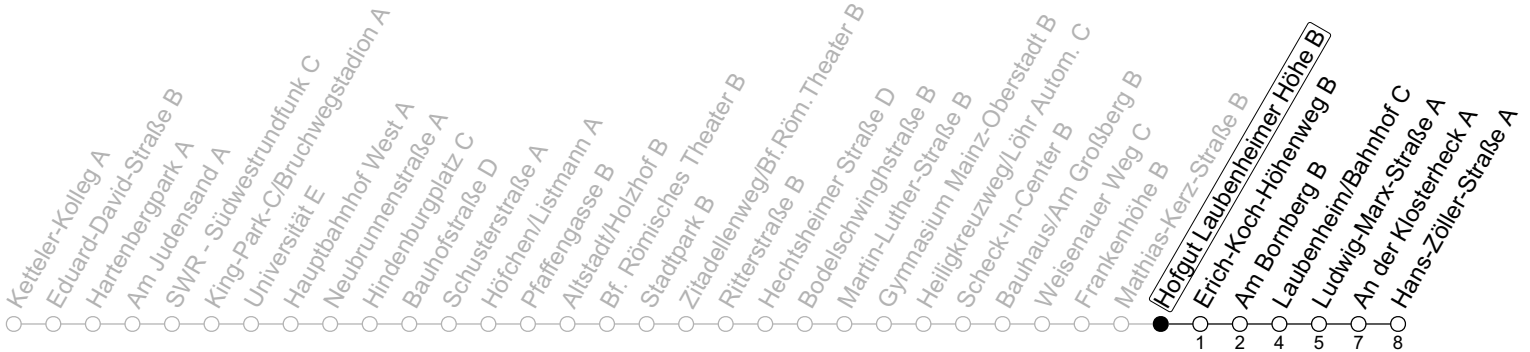 Ketteler-Kolleg A
Eduard-David-Straße B
Hartenbergpark A
Am Judensand A
SWR - Südwestrundfunk C
King-Park-C/Bruchwegstadion A
Universität E
Hauptbahnhof West A
Neubrunnenstraße A
Hindenburgplatz C
Bauhofstraße D
Schusterstraße A
Höfchen/Listmann A
Pfaffengasse B
Altstadt/Holzhof B
Bf. Römisches Theater B
Stadtpark B
Zitadellenweg/Bf.Röm.Theater B
Ritterstraße B
Hechtsheimer Straße D
Bodelschwinghstraße B
Martin-Luther-Straße B
Gymnasium Mainz-Oberstadt B
Heiligkreuzweg/Löhr Autom. C
Scheck-In-Center B
Bauhaus/Am Großberg B
Weisenauer Weg C
Frankenhöhe B
Mathias-Kerz-Straße B
Hofgut Laubenheimer Höhe B
Erich-Koch-Höhenweg B
Am Bornberg B
Laubenheim/Bahnhof C
Ludwig-Marx-Straße A
An der Klosterheck A
Hans-Zöller-Straße A
1 2 4 5 7 8